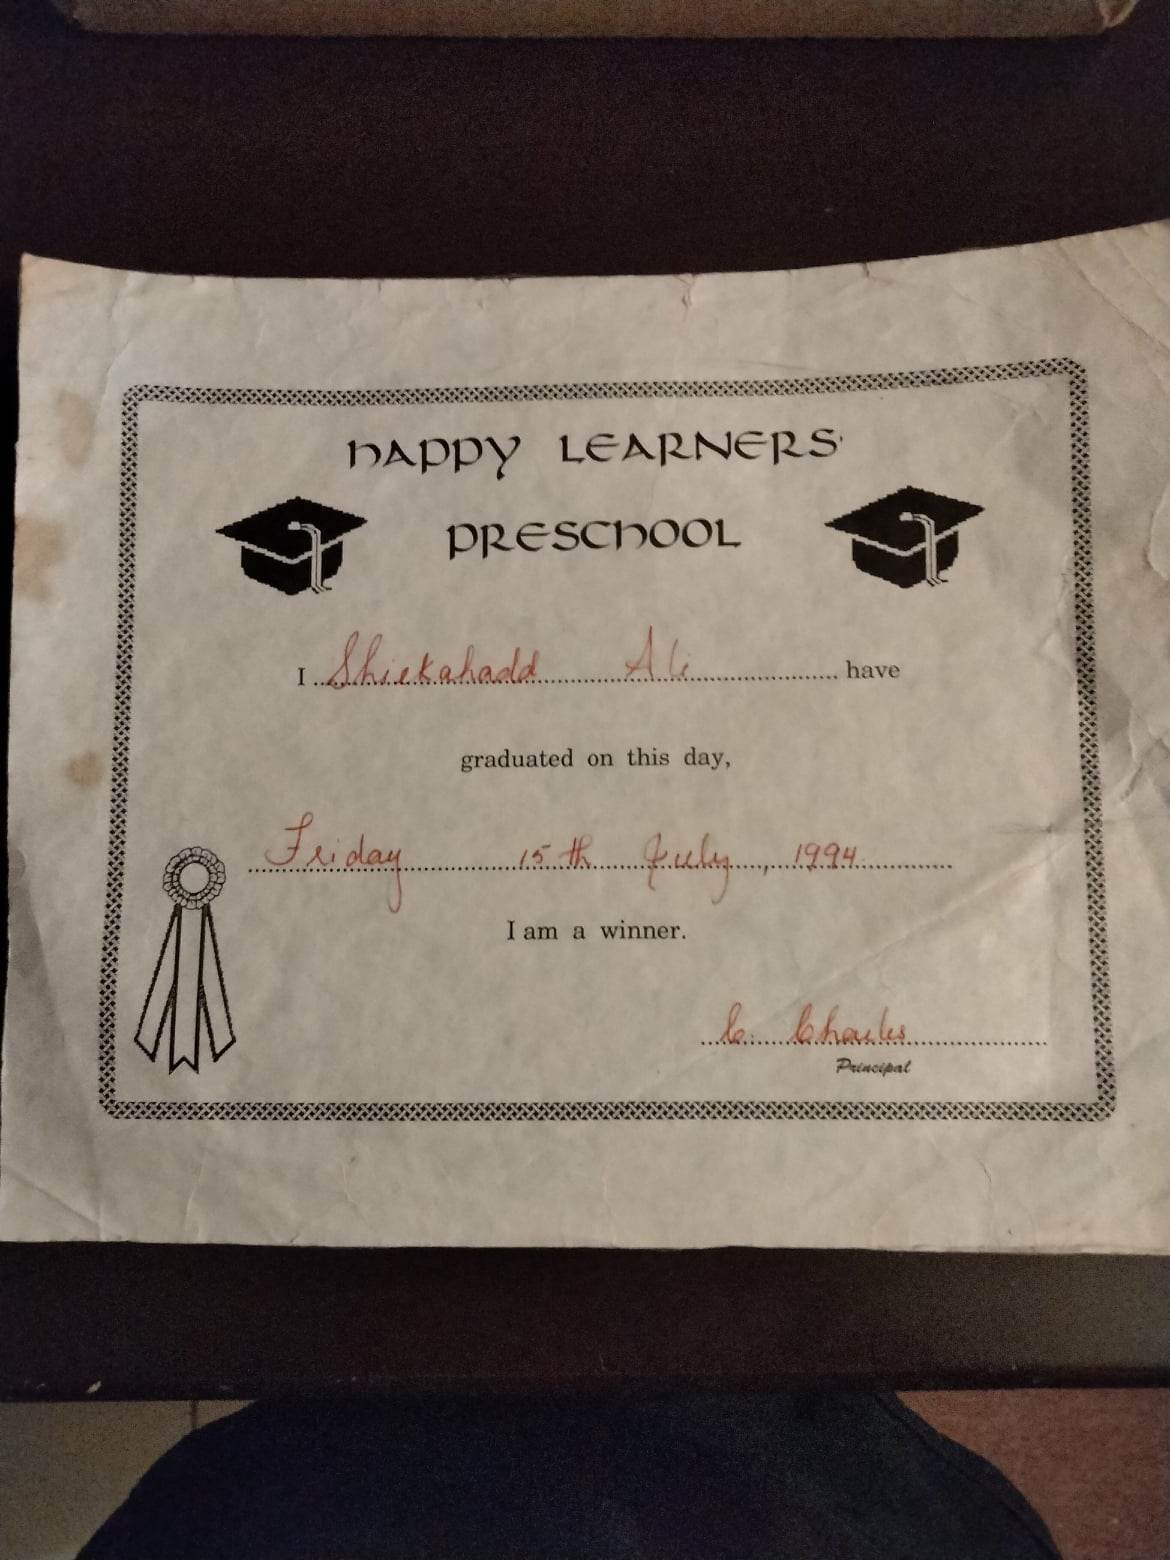 HAPPY LEARNERS'
PRESCHOOL
I Shiekahadd Ali have
graduated on this day,
Friday 15th July, 1994
I am a winner.
C. Charles
Principal